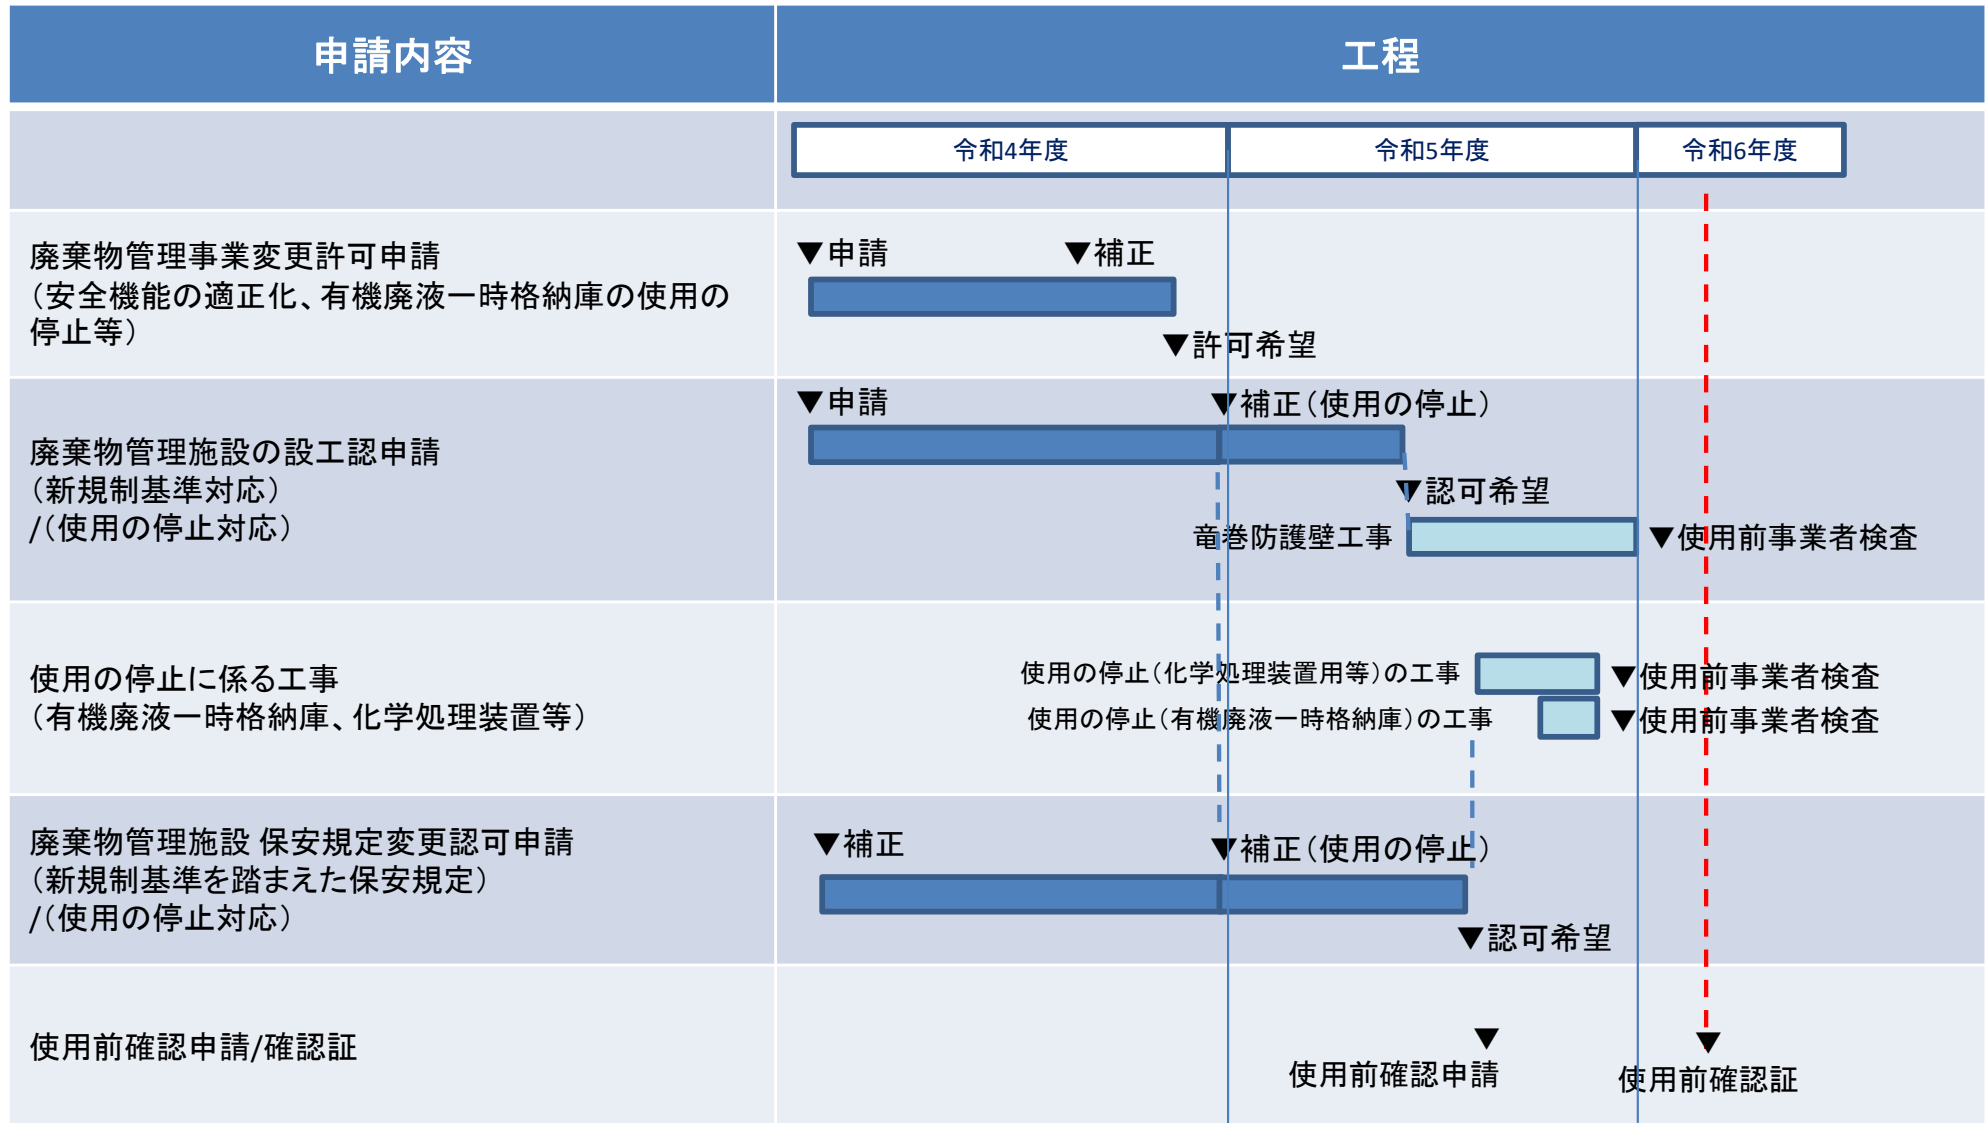 申請内容
工程
令和4年度
令和5年度
令和6年度
廃棄物管理事業変更許可申請
（安全機能の適正化、有機廃液一時格納庫の使用の
停止等）
▼申請
▼補正
▼許可希望
廃棄物管理施設の設工認申請
（新規制基準対応）
/（使用の停止対応）
▼申請
▼補正（使用の停止）
▼認可希望
竜巻防護壁工事
▼使用前事業者検査
使用の停止に係る工事
（有機廃液一時格納庫、化学処理装置等）
使用の停止（化学処理装置用等）の工事
▼使用前事業者検査
使用の停止（有機廃液一時格納庫）の工事
▼使用前事業者検査
廃棄物管理施設 保安規定変更認可申請
（新規制基準を踏まえた保安規定）
/（使用の停止対応）
▼補正
▼補正（使用の停止）
▼認可希望
使用前確認申請/確認証
▼
使用前確認申請
▼
使用前確認証